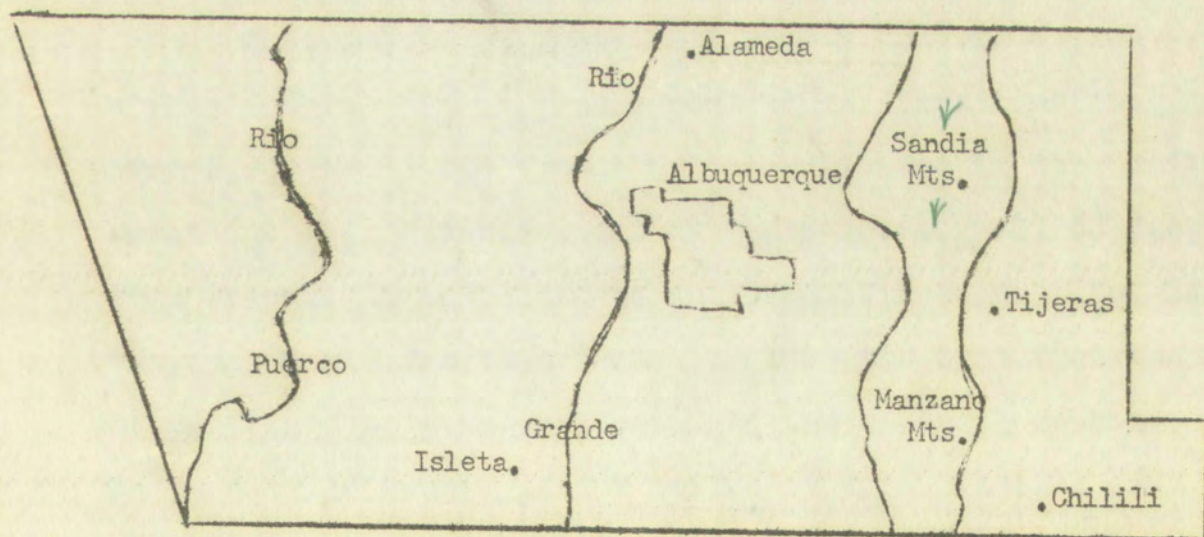 Alameda
Rio
Rio
Sandia
Mts.
Albuquerque
Tijeras
Puerco
Manzano
Mts.
Grande
Isleta
Chilili